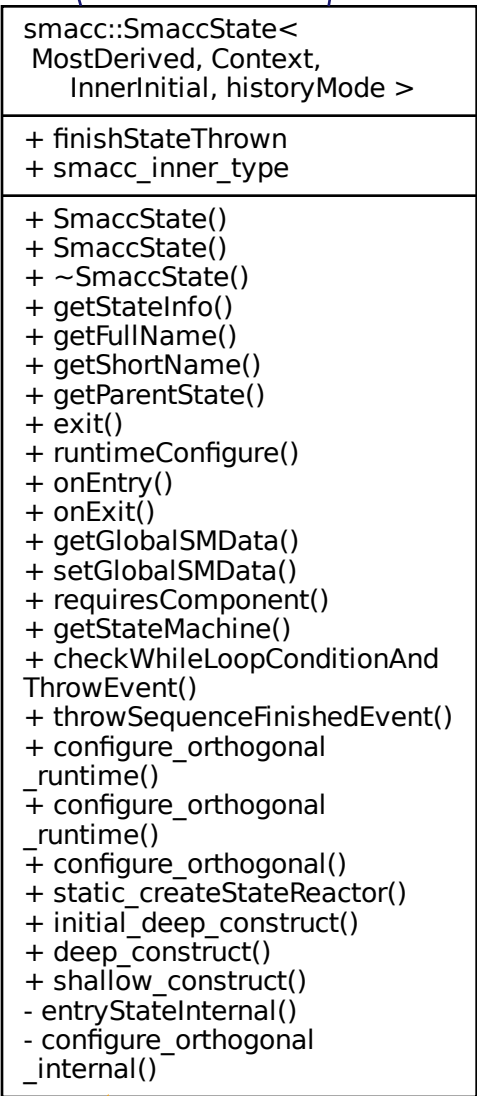 smacc::SmaccState<
MostDerived, Context,
InnerInitial, historyMode >
+ finishStateThrown
+ smacc_inner_type
+ SmaccState()
+ SmaccState()
+ ~SmaccState()
+ getStateInfo()
+ getFullName()
+ getShortName()
+ getParentState()
+ exit()
+ runtimeConfigure()
+ onEntry()
+ onExit()
+ getGlobalSMData()
+ setGlobalSMData()
+ requiresComponent()
+ getStateMachine()
+ checkWhileLoopConditionAnd
ThrowEvent()
+ throwSequenceFinishedEvent()
+ configure_orthogonal
_runtime()
+ configure_orthogonal
_runtime()
+ configure_orthogonal()
+ static_createStateReactor()
+ initial_deep_construct()
+ deep_construct()
+ shallow_construct()
- entryStateInternal()
- configure_orthogonal
_internal()